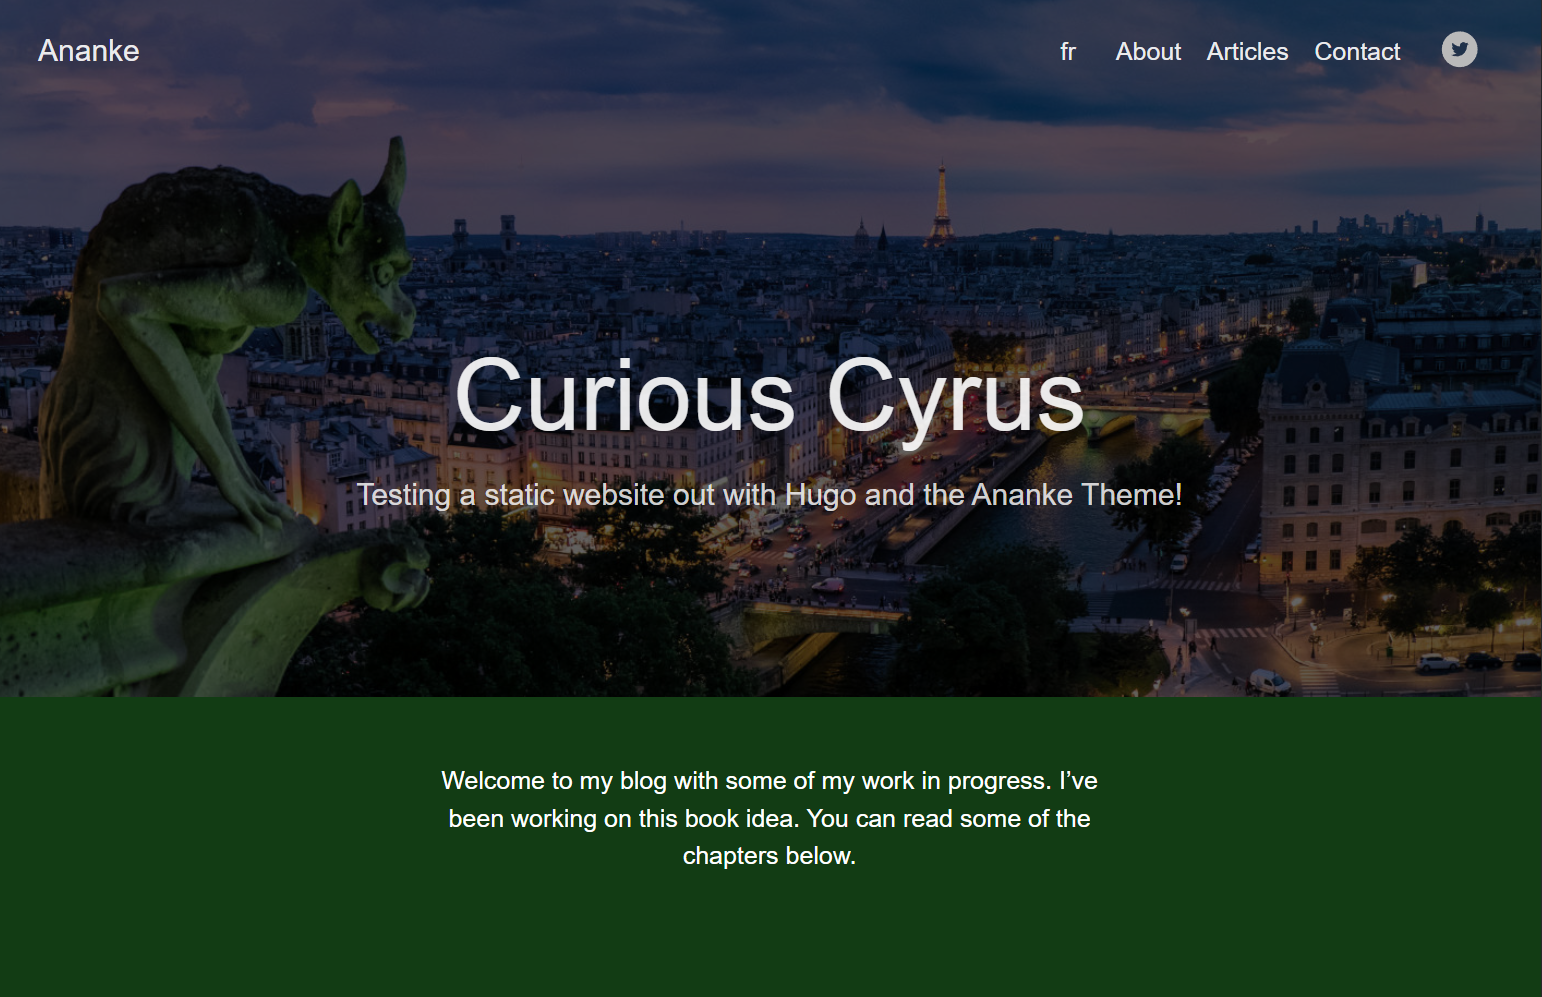 Ananke
fr About Articles Contact
Curious Cyrus
Testing a static website out with Hugo and the Ananke Theme!
Welcome to my blog with some of my work in progress. I’ve
been working on this book idea. You can read some of the
chapters below.